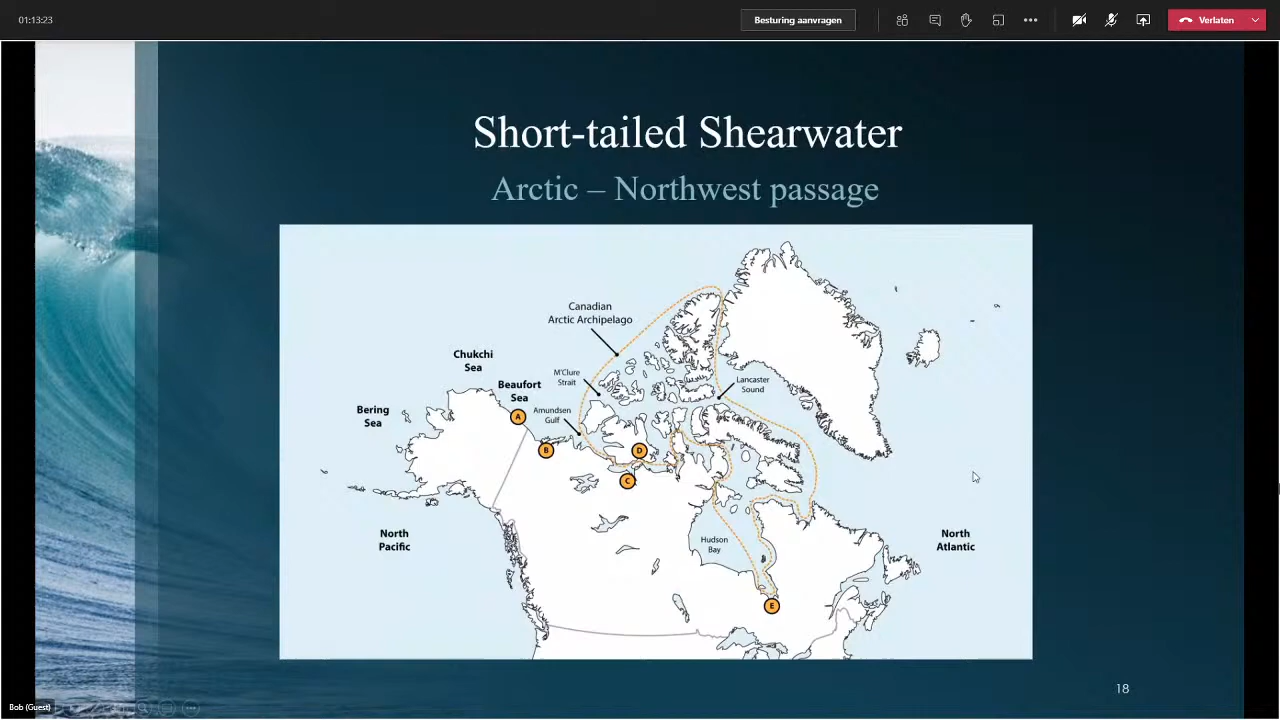 01:13:23
Besturing aanvragen
Verlaten
Short-tailed Shearwater
Arctic – Northwest passage
Canadian
Arctic Archipelago
Chukchi
Sea
M'Clure
Strait
Lancaster
Sound
Beaufort
Sea
Bering
Sea
Amundsen
Gulf
A
B
D
C
North
Pacific
Hudson
Bay
North
Atlantic
E
18
Bob (Guest)